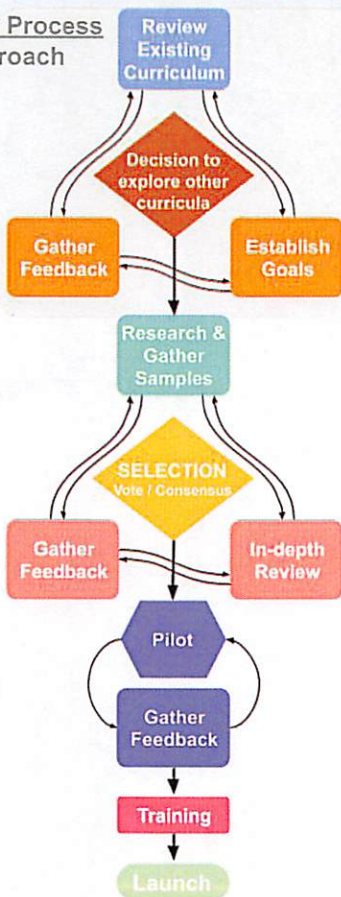 Process
roach
Review
Existing
Curriculum
Decision to
explore other
curricula
Gather
Feedback
Establish
Goals
Research &
Gather
Samples
SELECTION
Vote / Consensus
Gather
Feedback
In-depth
Review
Pilot
Gather
Feedback
Training
Launch